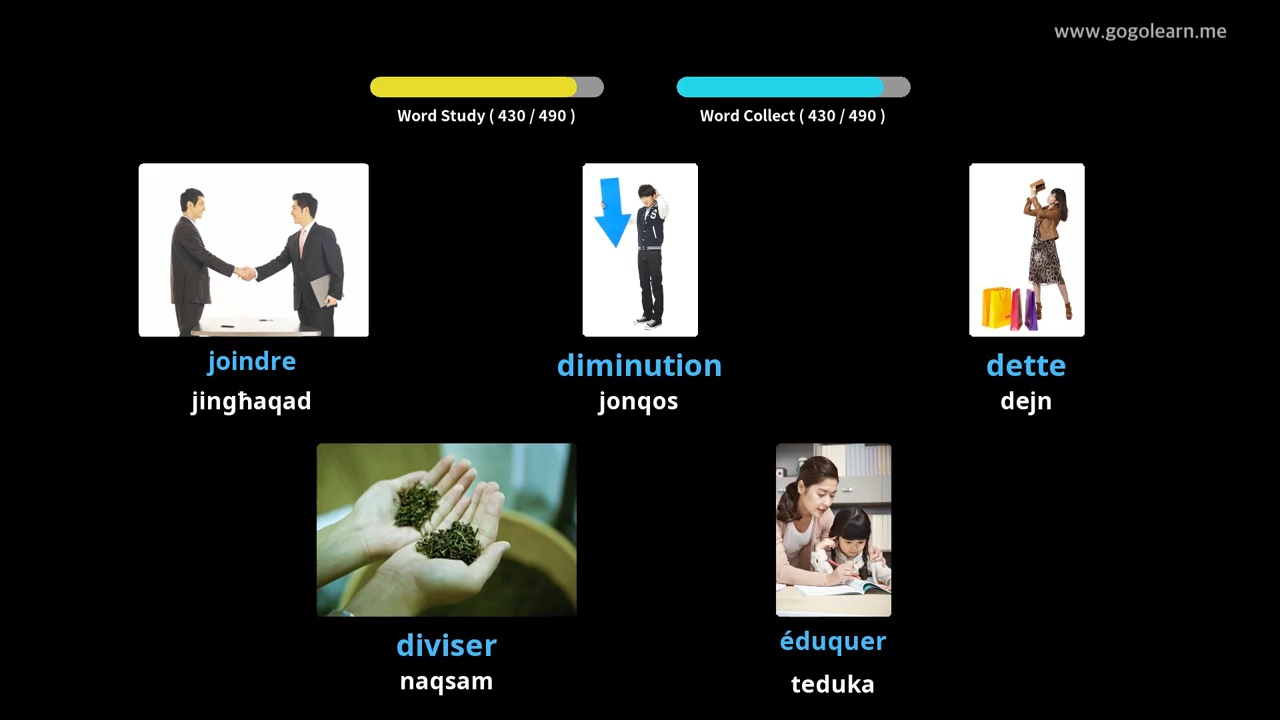 www.gogolearn.me
Word Study ( 430 / 490 )
Word Collect ( 430 / 490 )
joindre
jingħaqad
diminution
jonqos
dette
dejn
diviser
naqsam
éduquer
teduka